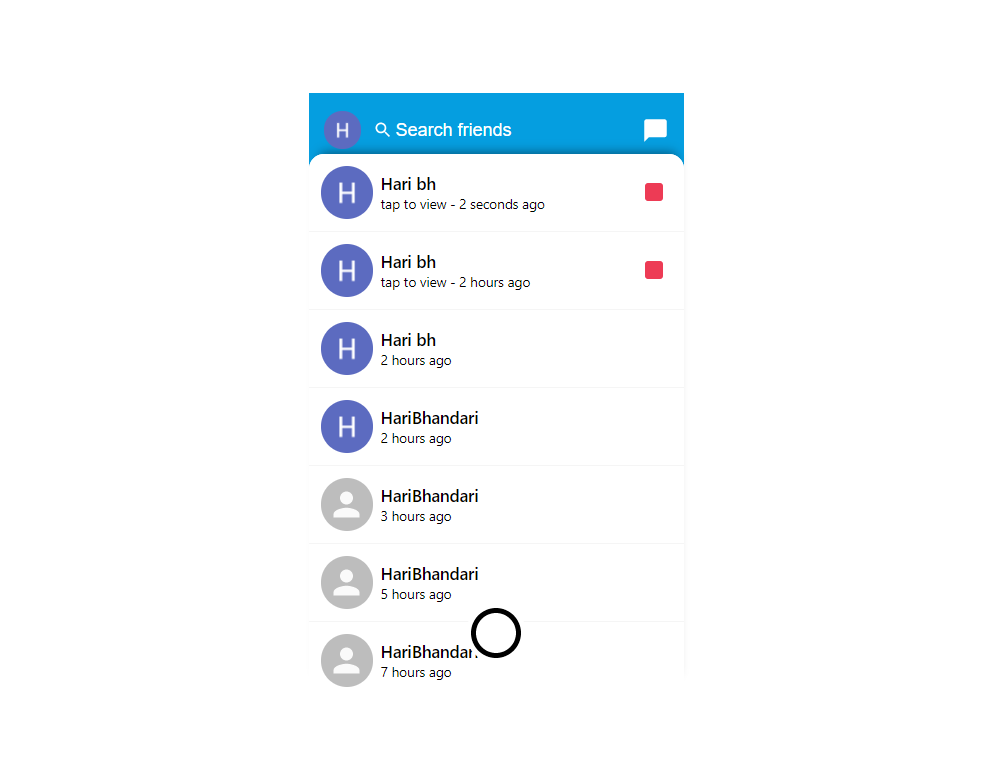 H Search friends
H Hari bh
tap to view - 2 seconds ago
H Hari bh
tap to view - 2 hours ago
H Hari bh
2 hours ago
H HariBhandari
2 hours ago
HariBhandari
3 hours ago
HariBhandari
5 hours ago
HariBhandari
7 hours ago